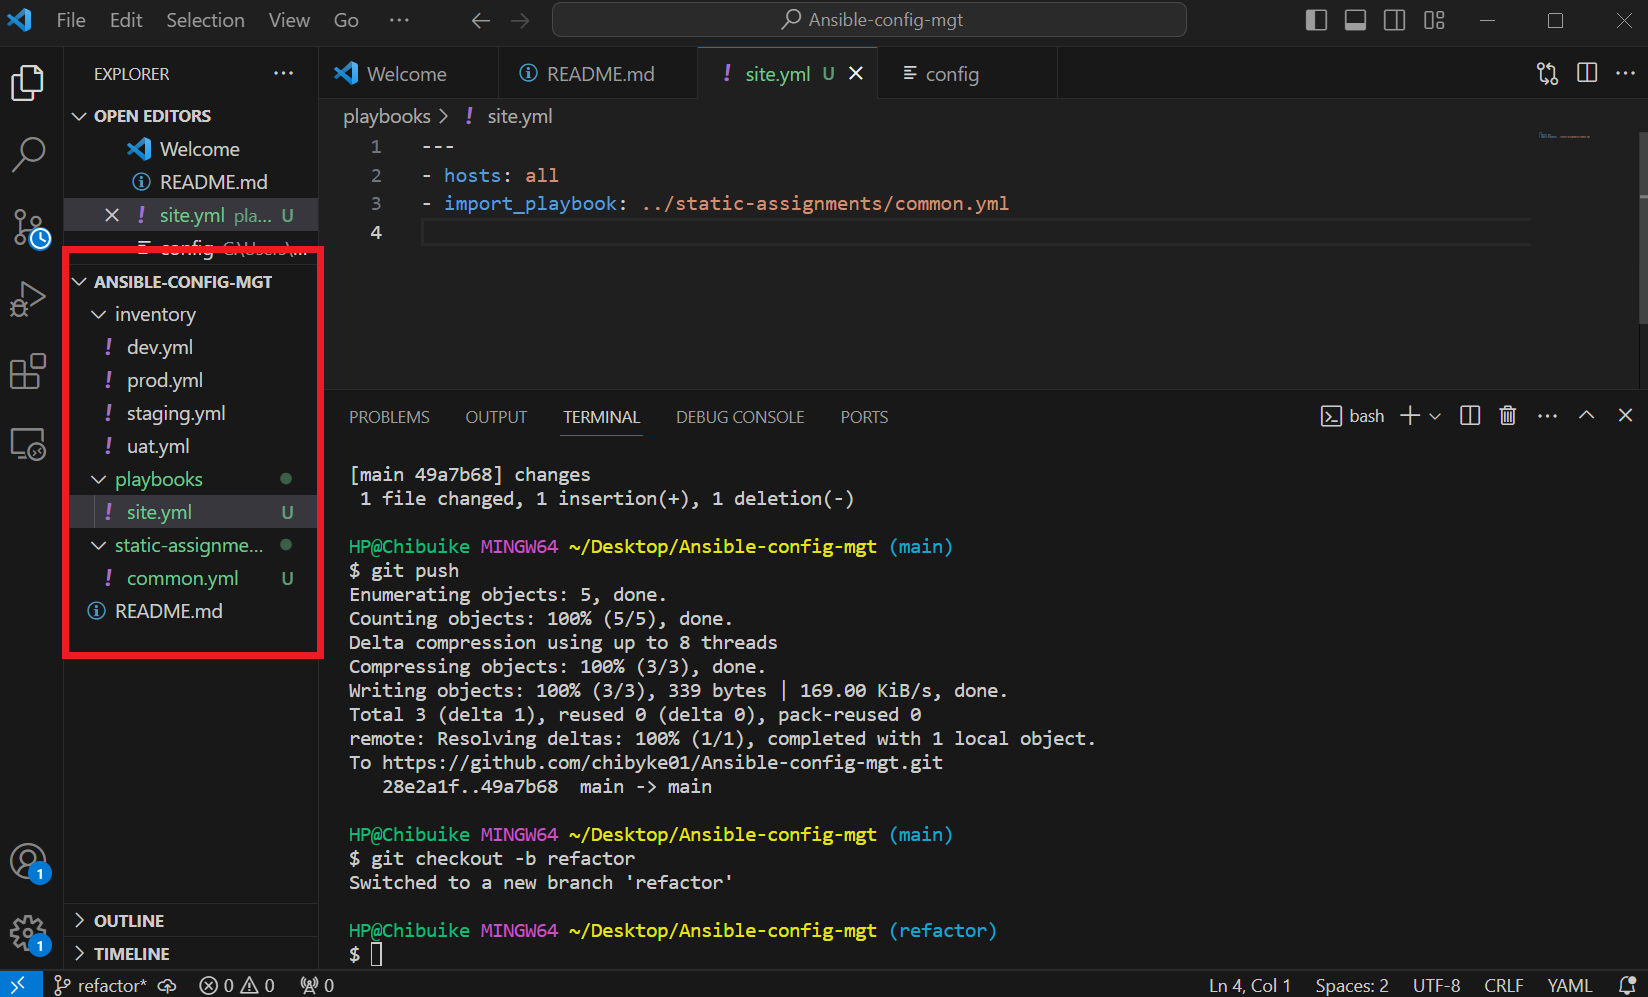 File Edit Selection View Go ···
Ansible-config-mgt
EXPLORER
OPEN EDITORS
Welcome
README.md
site.yml pla... U
config C:\Users\...
ANSIBLE-CONFIG-MGT
inventory
dev.yml
prod.yml
staging.yml
uat.yml
playbooks
site.yml U
static-assignme...
common.yml U
README.md
OUTLINE
TIMELINE
Welcome README.md site.yml U config
playbooks > site.yml
1 ---
2 - hosts: all
3 - import_playbook: ../static-assignments/common.yml
4
PROBLEMS OUTPUT TERMINAL DEBUG CONSOLE PORTS
bash
[main 49a7b68] changes
1 file changed, 1 insertion(+), 1 deletion(-)
HP@Chibuike MINGW64 ~/Desktop/Ansible-config-mgt (main)
$ git push
Enumerating objects: 5, done.
Counting objects: 100% (5/5), done.
Delta compression using up to 8 threads
Compressing objects: 100% (3/3), done.
Writing objects: 100% (3/3), 339 bytes | 169.00 KiB/s, done.
Total 3 (delta 1), reused 0 (delta 0), pack-reused 0
remote: Resolving deltas: 100% (1/1), completed with 1 local object.
To https://github.com/chibyke01/Ansible-config-mgt.git
28e2a1f..49a7b68 main -> main
HP@Chibuike MINGW64 ~/Desktop/Ansible-config-mgt (main)
$ git checkout -b refactor
Switched to a new branch 'refactor'
HP@Chibuike MINGW64 ~/Desktop/Ansible-config-mgt (refactor)
$
1
1
refactor* 0 0 0
Ln 4, Col 1 Spaces: 2 UTF-8 CRLF YAML